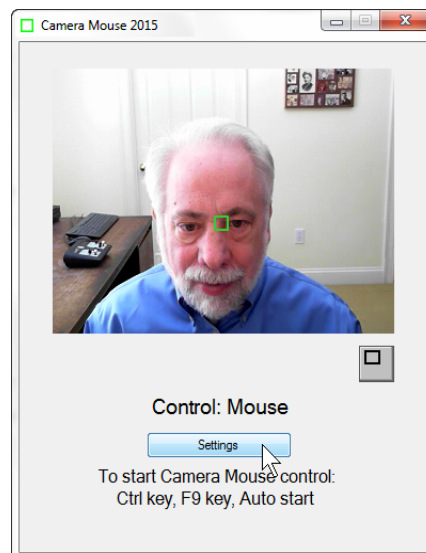 Camera Mouse 2015
Control: Mouse
Settings
To start Camera Mouse control:
Ctrl key, F9 key, Auto start